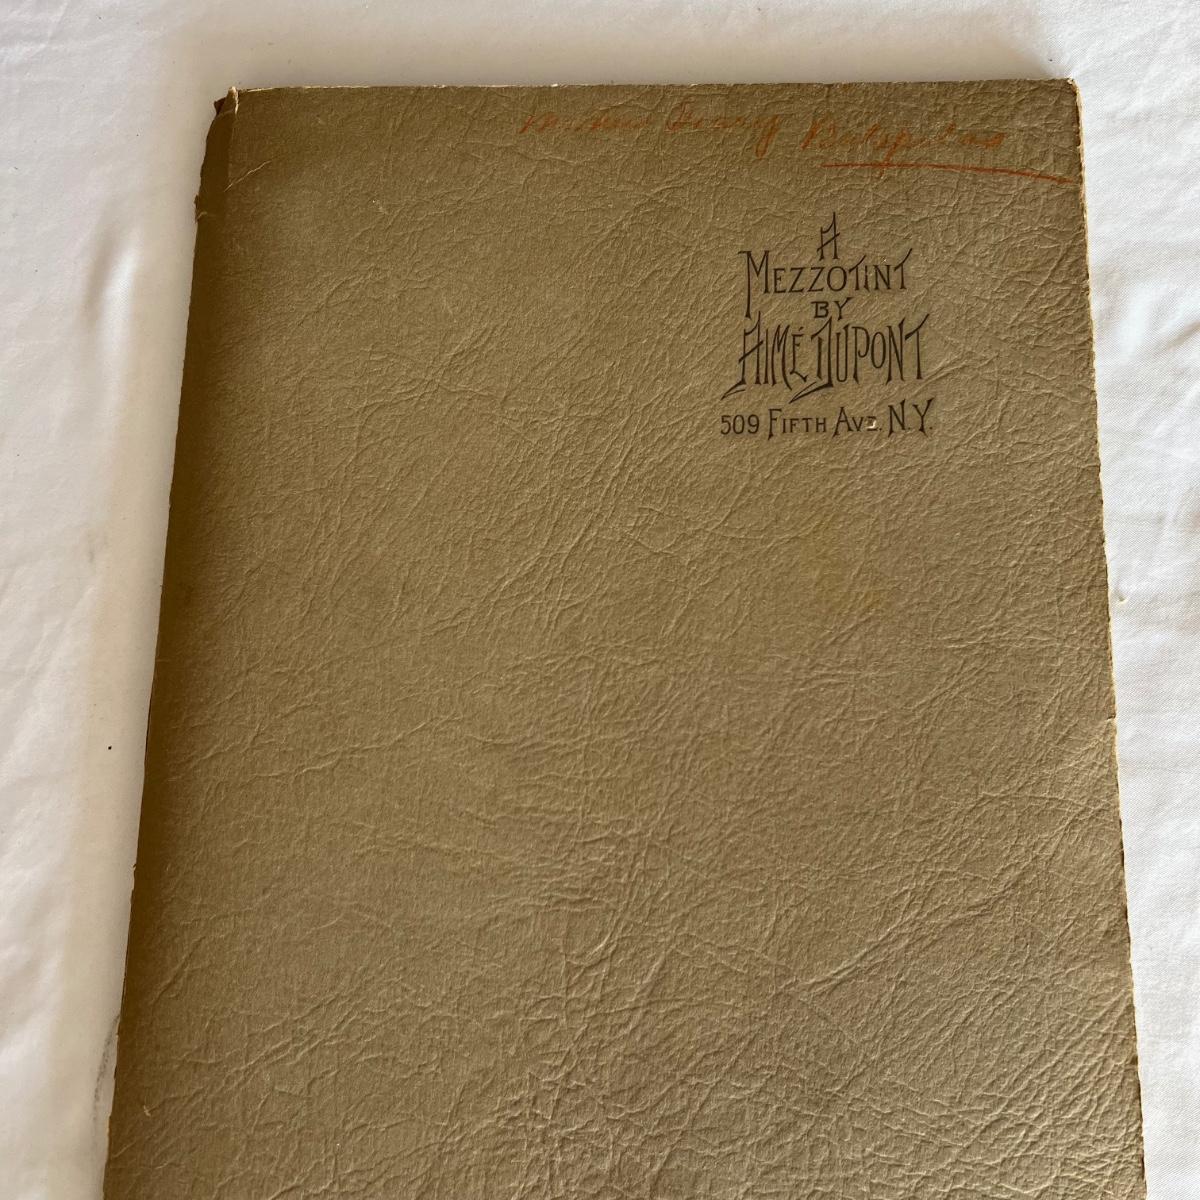 A
MEZZOTINT
BY
AIMÉ DUPONT
509 FIFTH AVE. N.Y.